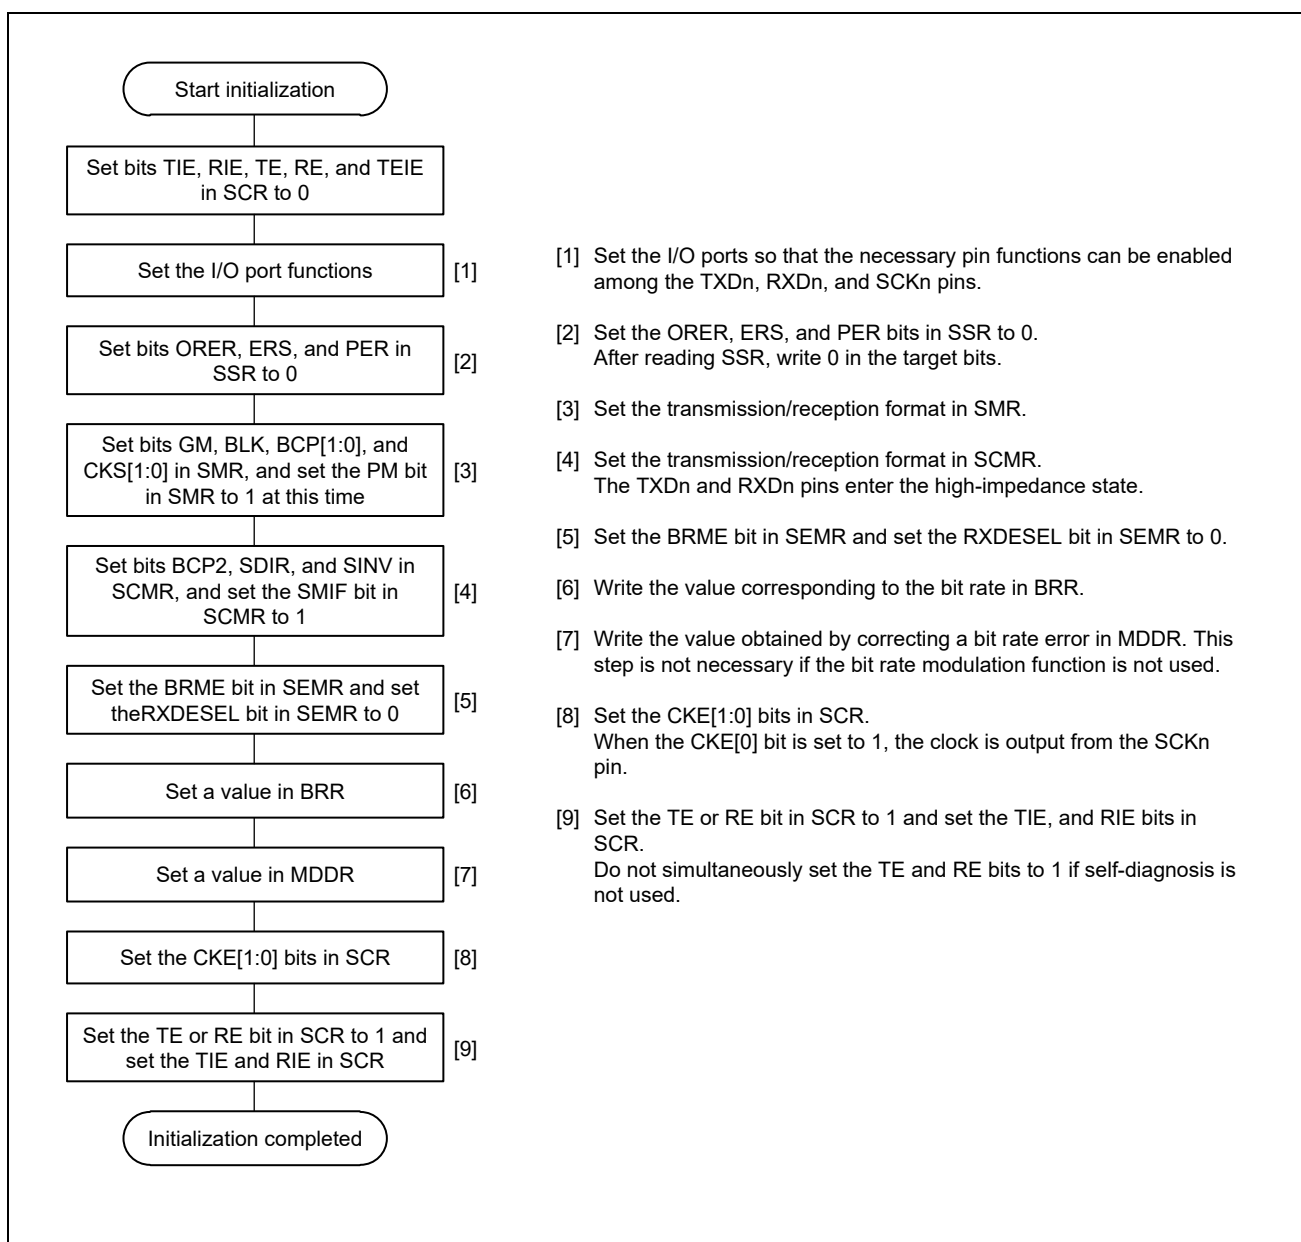 Start initialization
Set bits TIE, RIE, TE, RE, and TEIE
in SCR to 0
Set the I/O port functions
[1]
Set bits ORER, ERS, and PER in
SSR to 0
[2]
Set bits GM, BLK, BCP[1:0], and
CKS[1:0] in SMR, and set the PM bit
in SMR to 1 at this time
[3]
Set bits BCP2, SDIR, and SINV in
SCMR, and set the SMIF bit in
SCMR to 1
[4]
Set the BRME bit in SEMR and set
theRXDESEL bit in SEMR to 0
[5]
Set a value in BRR
[6]
Set a value in MDDR
[7]
Set the CKE[1:0] bits in SCR
[8]
Set the TE or RE bit in SCR to 1 and
set the TIE and RIE in SCR
[9]
Initialization completed
[1] Set the I/O ports so that the necessary pin functions can be enabled
among the TXDn, RXDn, and SCKn pins.
[2] Set the ORER, ERS, and PER bits in SSR to 0.
After reading SSR, write 0 in the target bits.
[3] Set the transmission/reception format in SMR.
[4] Set the transmission/reception format in SCMR.
The TXDn and RXDn pins enter the high-impedance state.
[5] Set the BRME bit in SEMR and set the RXDESEL bit in SEMR to 0.
[6] Write the value corresponding to the bit rate in BRR.
[7] Write the value obtained by correcting a bit rate error in MDDR. This
step is not necessary if the bit rate modulation function is not used.
[8] Set the CKE[1:0] bits in SCR.
When the CKE[0] bit is set to 1, the clock is output from the SCKn
pin.
[9] Set the TE or RE bit in SCR to 1 and set the TIE, and RIE bits in
SCR.
Do not simultaneously set the TE and RE bits to 1 if self-diagnosis is
not used.